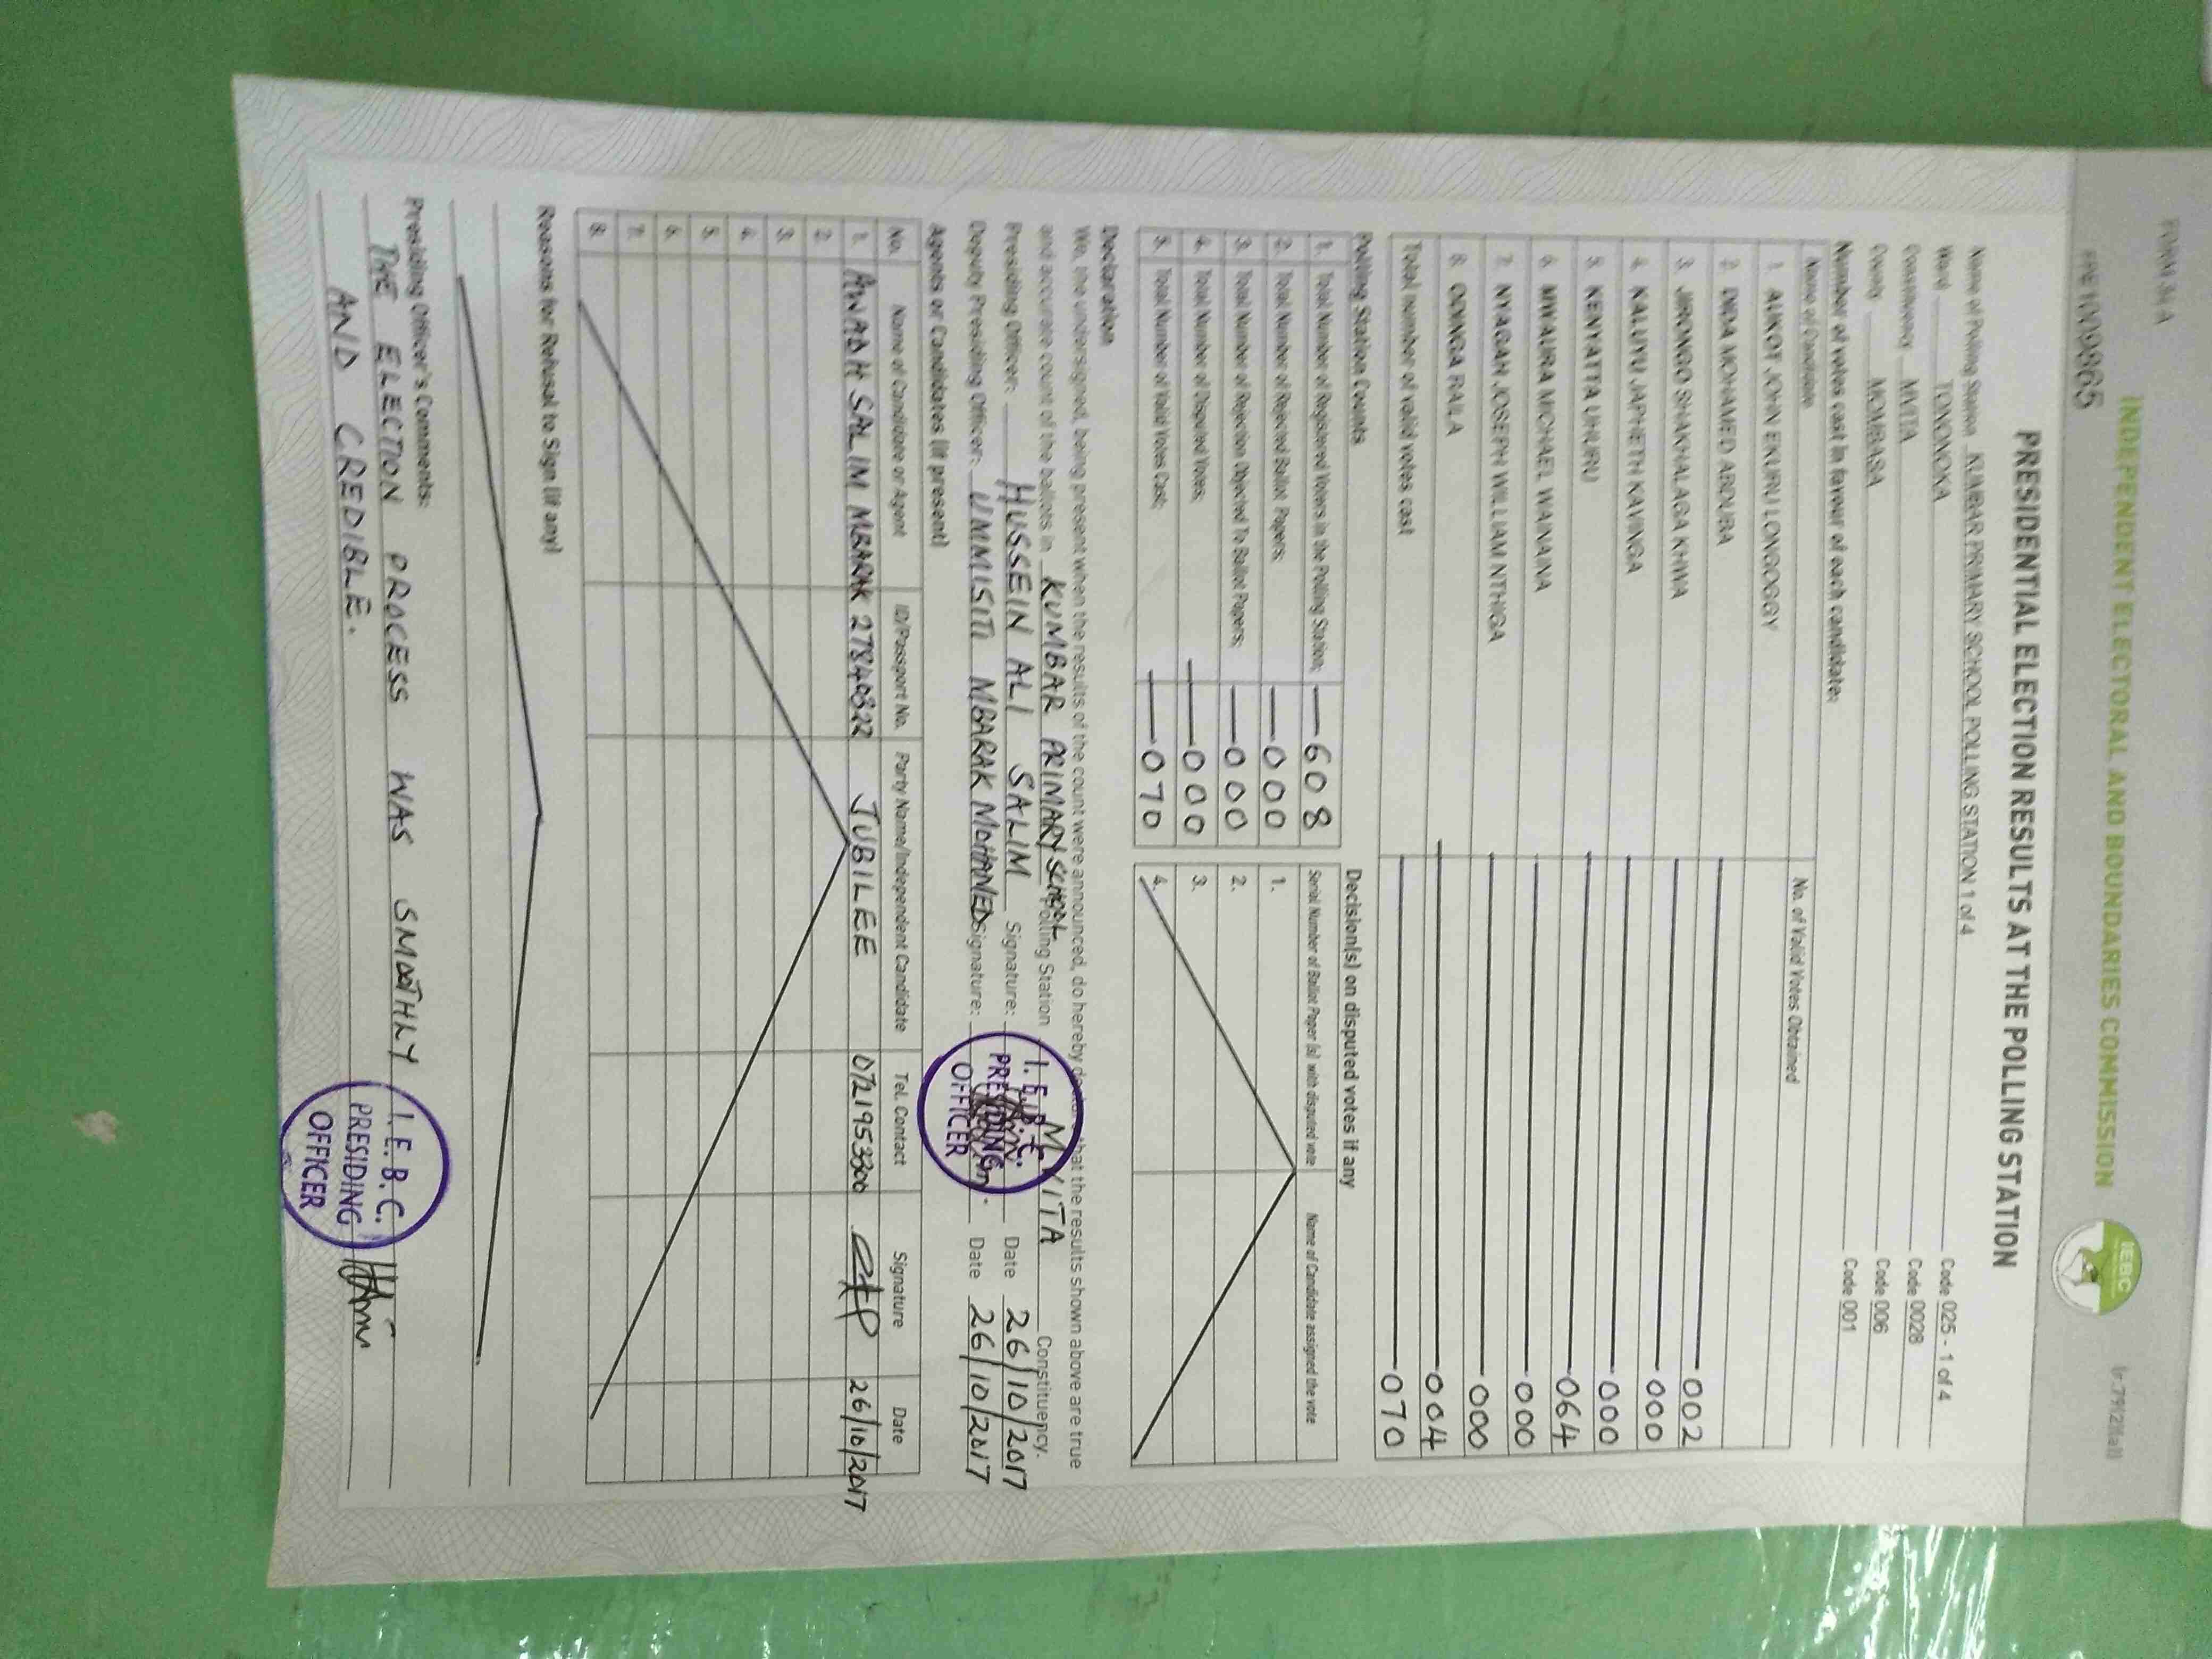 FORM 34 A
INDEPENDENT ELECTORAL AND BOUNDARIES COMMISSION
IEBC
PRESIDENTIAL ELECTION RESULTS AT THE POLLING STATION
Name of Polling Station KUMBAR PRIMARY SCHOOL POLLING STATION 1 of 4 Code 025 - 1 of 4
Ward TONONOKA Code 0028
Constituency MVITA Code 006
County MOMBASA Code 001
Number of votes cast in favour of each candidate:
Name of Candidate No. of Valid Votes Obtained
1. AUKOT JOHN EKURU LONGOGGY
2. DIDA MOHAMED ABDUBA 002
3. JIRONGO SHAKHALAGA KHWA 000
4. KALUYU JAPHETH KAVINGA 000
5. KENYATTA UHURU 064
6. MWAURA MICHAEL WAINAINA 000
7. NYAGAH JOSEPH WILLIAM NTHIGA 000
8. ODINGA RAILA 004
Total number of valid votes cast 070
Polling Station Counts Decision(s) on disputed votes if any
1. Total Number of Registered Voters in the Polling Station; 608 Serial Number of Ballot Paper (s) with disputed vote Name of Candidate assigned the vote
2. Total Number of Rejected Ballot Papers; 000 1.
3. Total Number of Rejection Objected To Ballot Papers; 000 2.
4. Total Number of Disputed Votes; 000 3.
5. Total Number of Valid Votes Cast; 070 4.
Declaration
We, the undersigned, being present when the results of the count were announced, do hereby that the results shown above are true
and accurate count of the ballots in KUMBAR PRIMARY SCHOOL Polling Station MVITA Constituency.
Presiding Officer: HUSSEIN ALI SALIM Signature: Date 26/10/2017
Deputy Presiding Officer: UMMISITI MBARAK MOHAMED Signature: Date 26/10/2017
I.E.B.C. PRESIDING OFFICER
Agents or Candidates (if present)
No. Name of Candidate or Agent ID/Passport No. Party Name/Independent Candidate Tel. Contact Signature Date
1. AWADH SALIM MBARAK 27840822 JUBILEE 0721953300 26/10/2017
2.
3.
4.
5.
6.
7.
8.
Reasons for Refusal to Sign (if any)
Presiding Officer's Comments:
THE ELECTION PROCESS WAS SMOOTHLY
AND CREDIBLE.
I.E.B.C.
PRESIDING
OFFICER